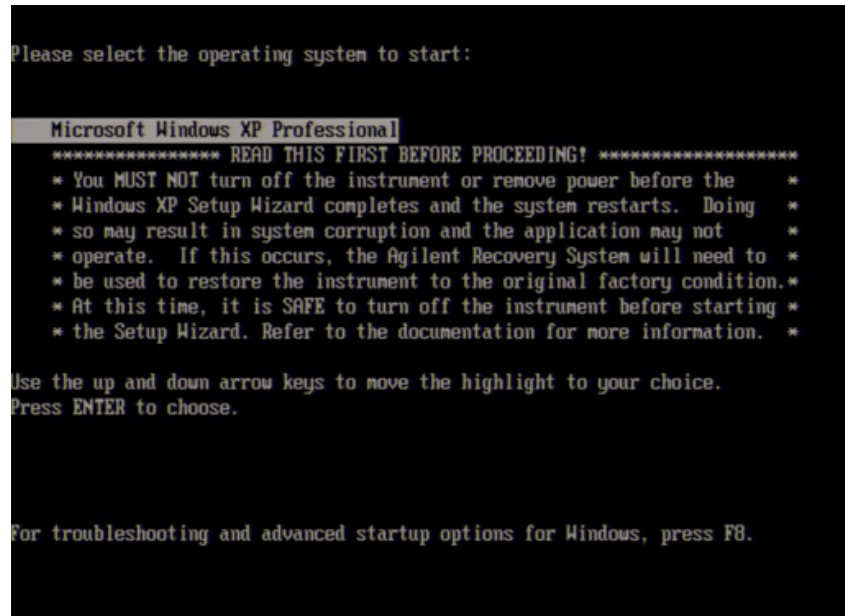 Please select the operating system to start:
Microsoft Windows XP Professional
**************** READ THIS FIRST BEFORE PROCEEDING! *******************
* You MUST NOT turn off the instrument or remove power before the *
* Windows XP Setup Wizard completes and the system restarts. Doing *
* so may result in system corruption and the application may not *
* operate. If this occurs, the Agilent Recovery System will need to *
* be used to restore the instrument to the original factory condition.*
* At this time, it is SAFE to turn off the instrument before starting *
* the Setup Wizard. Refer to the documentation for more information. *
Use the up and down arrow keys to move the highlight to your choice.
Press ENTER to choose.
For troubleshooting and advanced startup options for Windows, press F8.